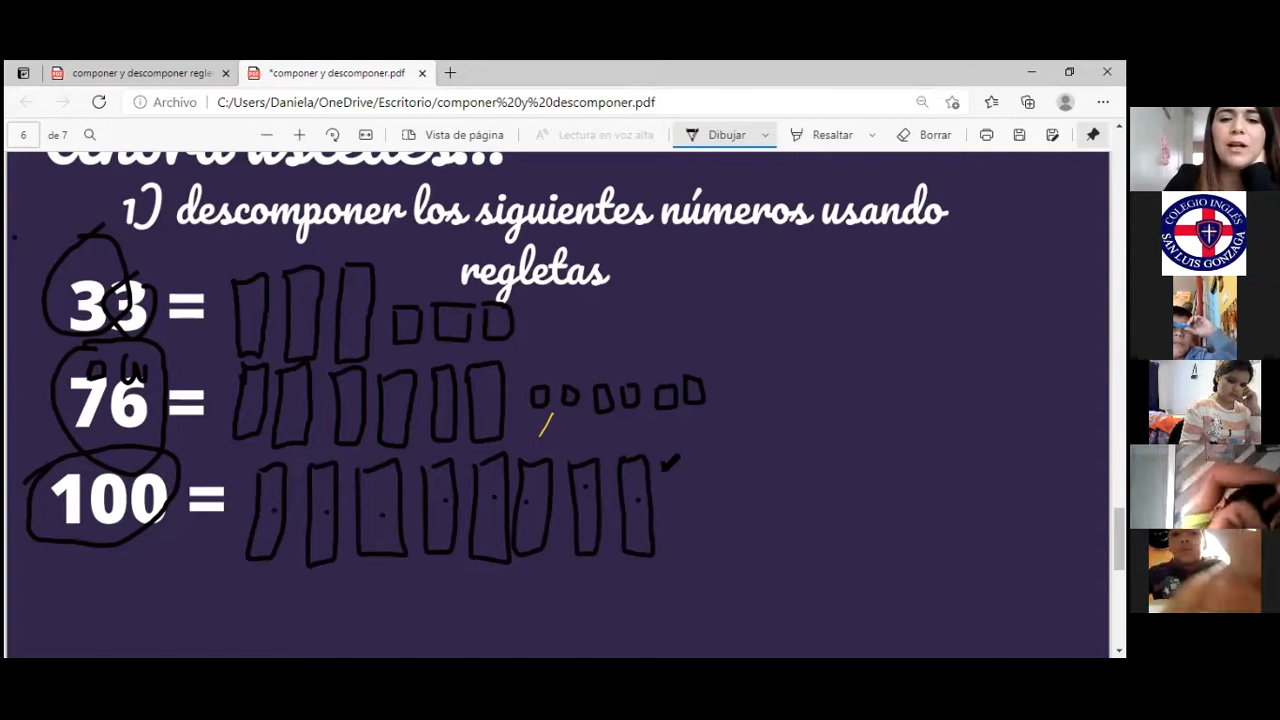 componer y descomponer regle
*componer y descomponer.pdf
Archivo C:/Users/Daniela/OneDrive/Escritorio/componer%20y%20descomponer.pdf
6 de 7 Vista de página Lectura en voz alta Dibujar Resaltar Borrar
Ahora ustedes...
1) descomponer los siguientes números usando
regletas
33 =
76 =
100 =
COLEGIO INGLÉS
SAN LUIS GONZAGA